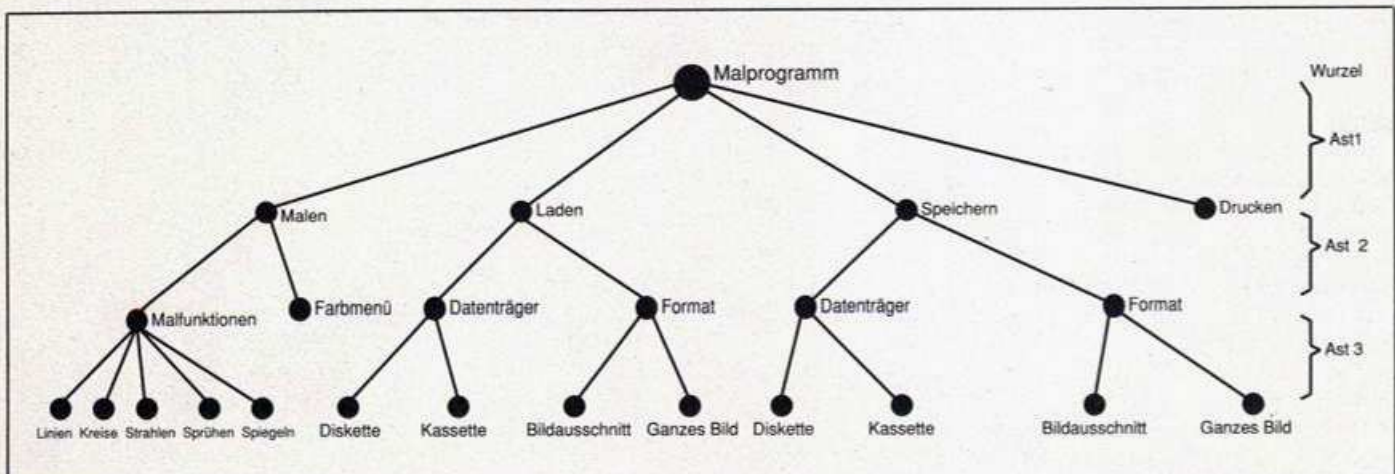 Malprogramm
Wurzel
Ast1
Malen
Laden
Speichern
Drucken
Ast 2
Malfunktionen
Farbmenü
Datenträger
Format
Datenträger
Format
Ast 3
Linien
Kreise
Strahlen
Sprühen
Spiegeln
Diskette
Kassette
Bildausschnitt
Ganzes Bild
Diskette
Kassette
Bildausschnitt
Ganzes Bild